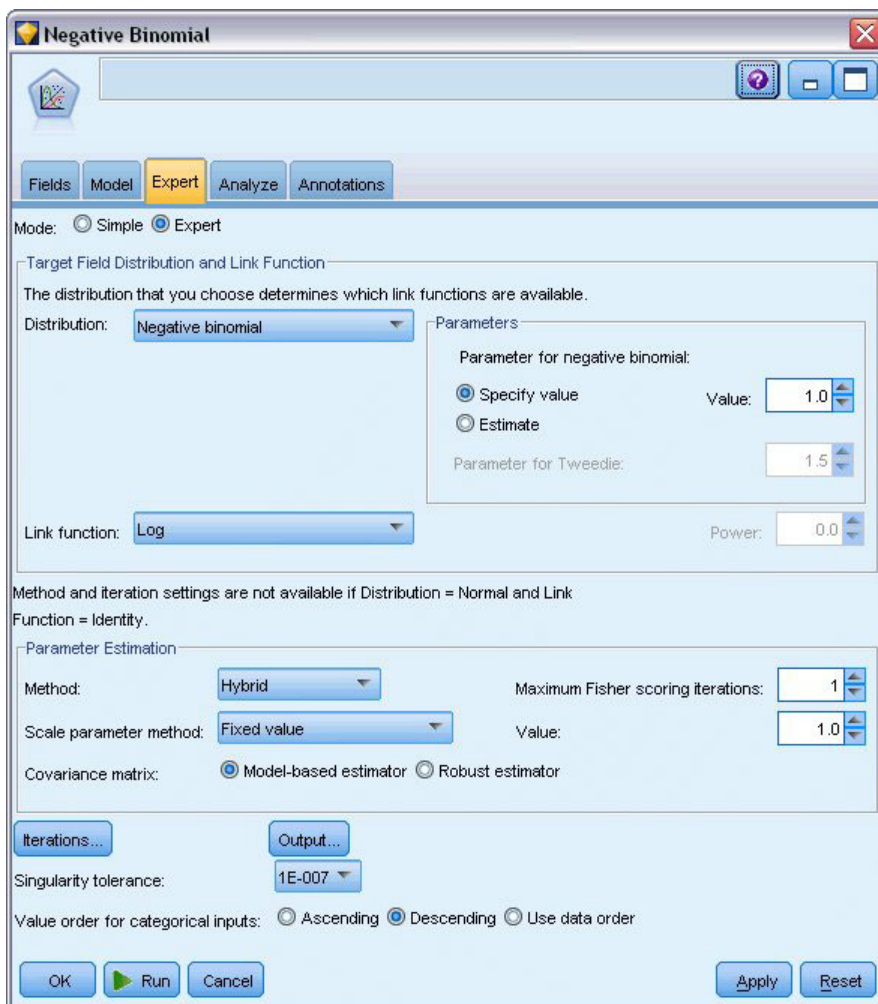 Negative Binomial
Fields Model Expert Analyze Annotations
Mode: Simple Expert
Target Field Distribution and Link Function
The distribution that you choose determines which link functions are available.
Distribution: Negative binomial
Parameters
Parameter for negative binomial:
Specify value Value: 1.0
Estimate
Parameter for Tweedie: 1.5
Link function: Log Power: 0.0
Method and iteration settings are not available if Distribution = Normal and Link
Function = Identity.
Parameter Estimation
Method: Hybrid Maximum Fisher scoring iterations: 1
Scale parameter method: Fixed value Value: 1.0
Covariance matrix: Model-based estimator Robust estimator
Iterations... Output...
Singularity tolerance: 1E-007
Value order for categorical inputs: Ascending Descending Use data order
OK Run Cancel Apply Reset